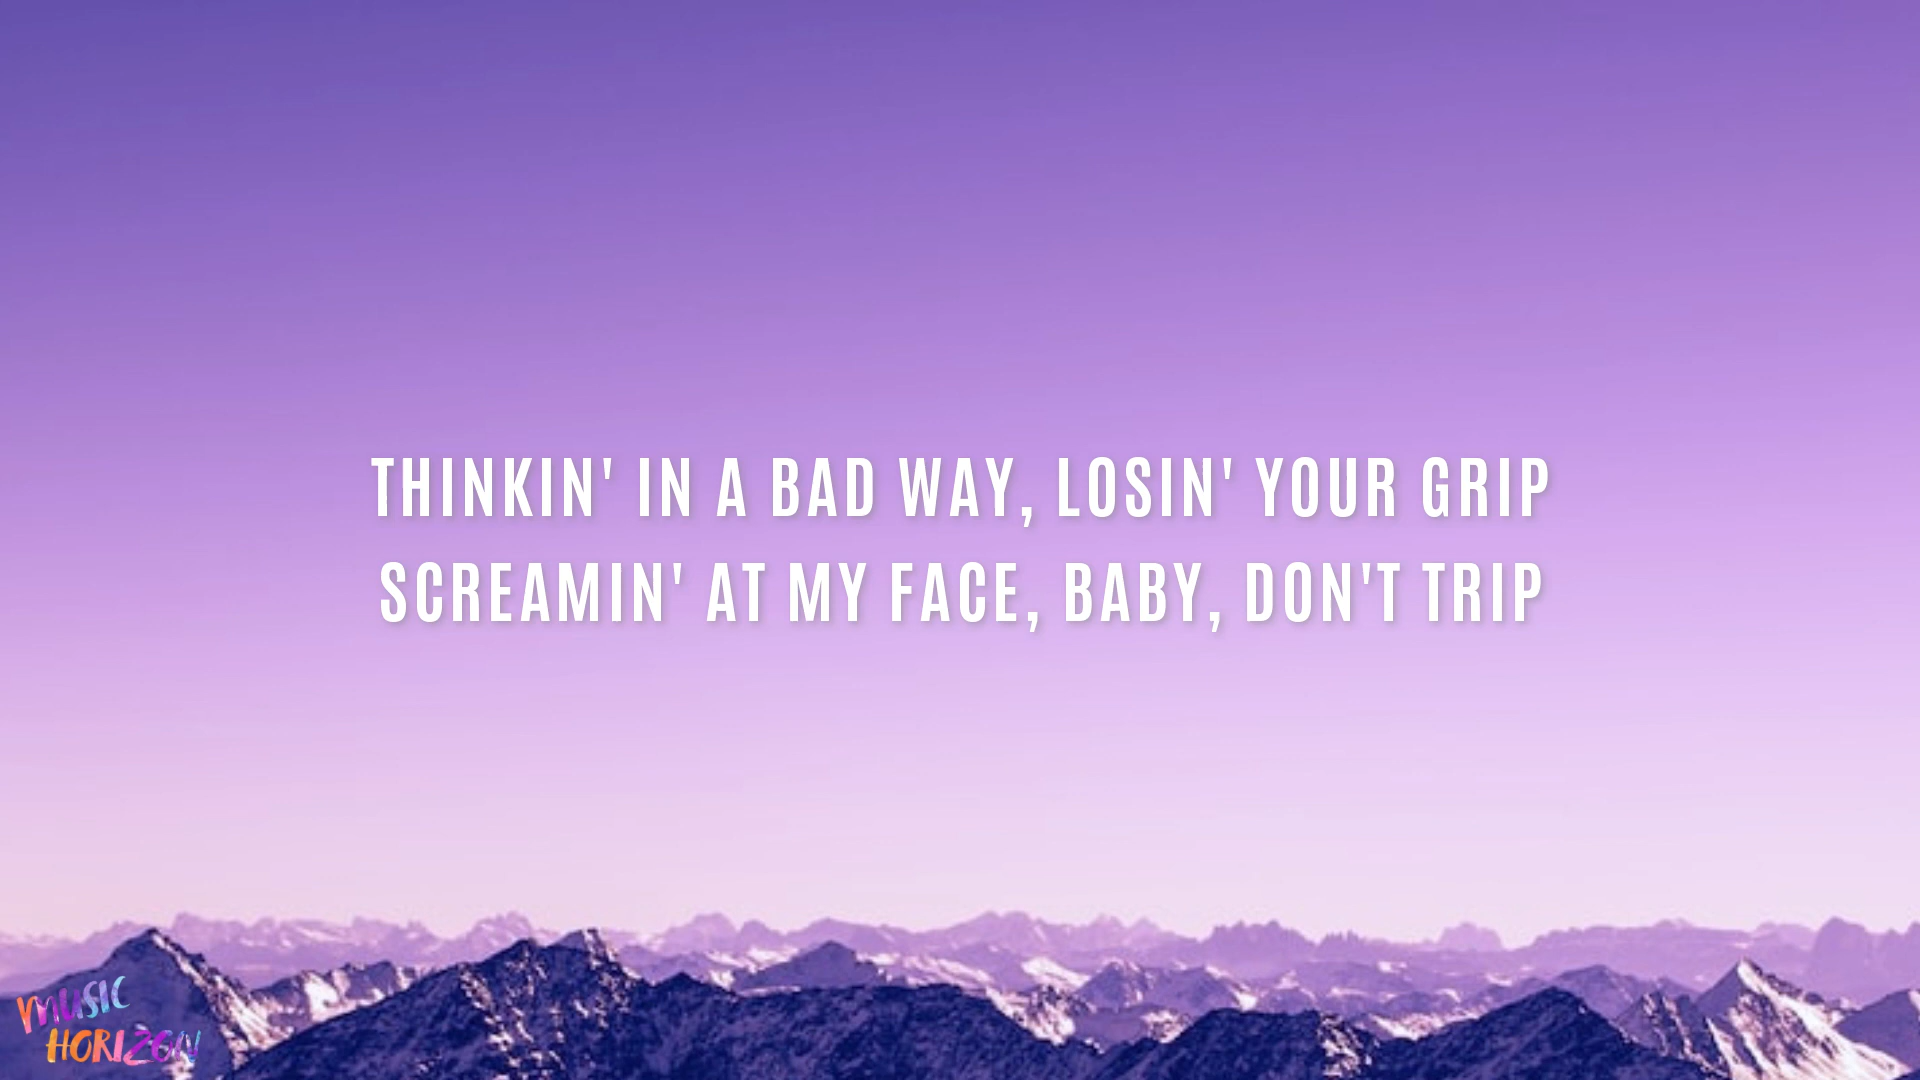 THINKIN' IN A BAD WAY, LOSIN' YOUR GRIP
SCREAMIN' AT MY FACE, BABY, DON'T TRIP
MUSIC
HORIZON